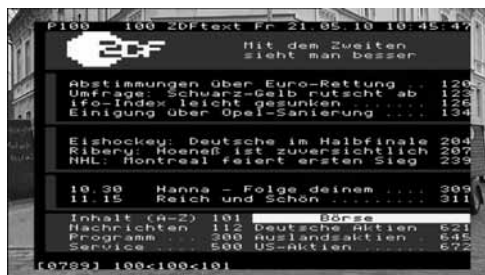 P100 100 ZDFtext Fr 21.05.10 10:45:47
ZDF
Mit dem Zweiten
sieht man besser
Abstimmungen über Euro-Rettung .. 120
Umfrage: Schwarz-Gelb rutscht ab 123
ifo-Index leicht gesunken ....... 126
Einigung über Opel-Sanierung .... 134
Eishockey: Deutsche im Halbfinale 204
Ribery: Hoeneß ist zuversichtlich 207
NHL: Montreal feiert ersten Sieg 239
10.30 Hanna – Folge deinem .... 309
11.15 Reich und Schön ........ 311
Inhalt (A-Z) 101 Börse
Nachrichten 112 Deutsche Aktien 621
Programm ... 300 Auslandsaktien . 645
Service 500 US-Aktien ...... 672
[0789] 100<100<101